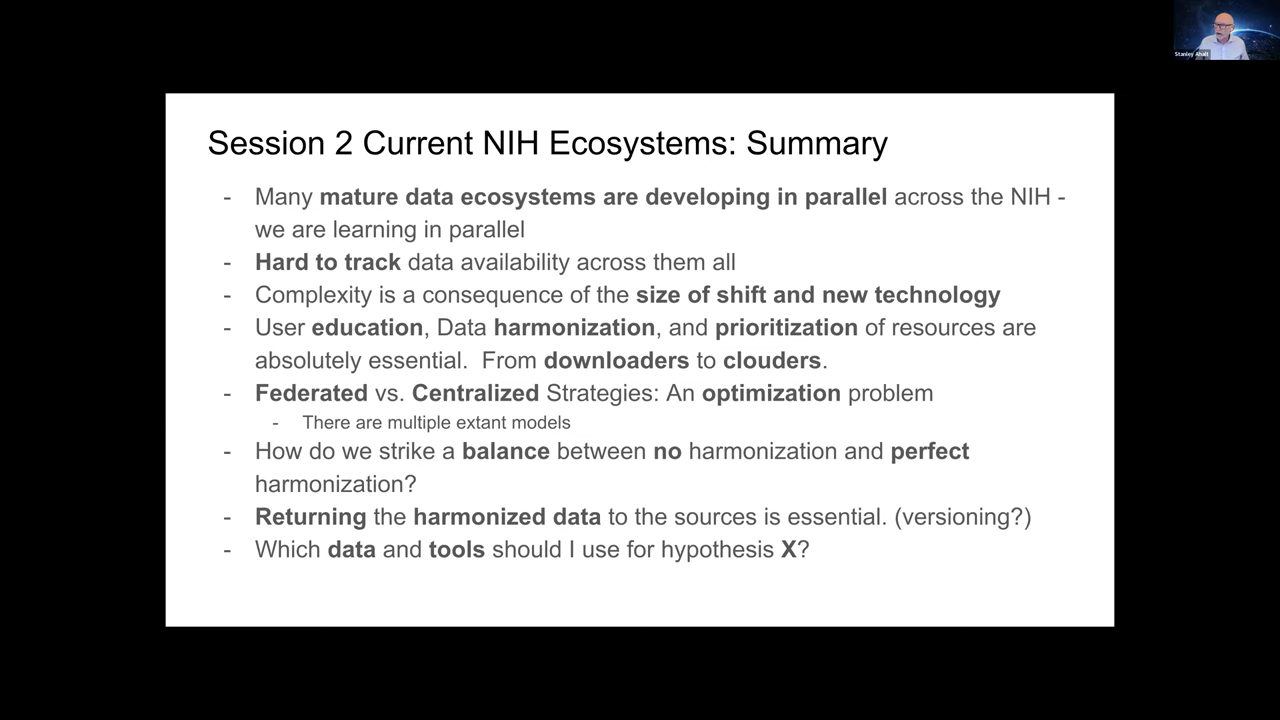 Stanley Ahalt
Session 2 Current NIH Ecosystems: Summary
- Many mature data ecosystems are developing in parallel across the NIH -
we are learning in parallel
- Hard to track data availability across them all
- Complexity is a consequence of the size of shift and new technology
- User education, Data harmonization, and prioritization of resources are
absolutely essential. From downloaders to clouders.
- Federated vs. Centralized Strategies: An optimization problem
- There are multiple extant models
- How do we strike a balance between no harmonization and perfect
harmonization?
- Returning the harmonized data to the sources is essential. (versioning?)
- Which data and tools should I use for hypothesis X?